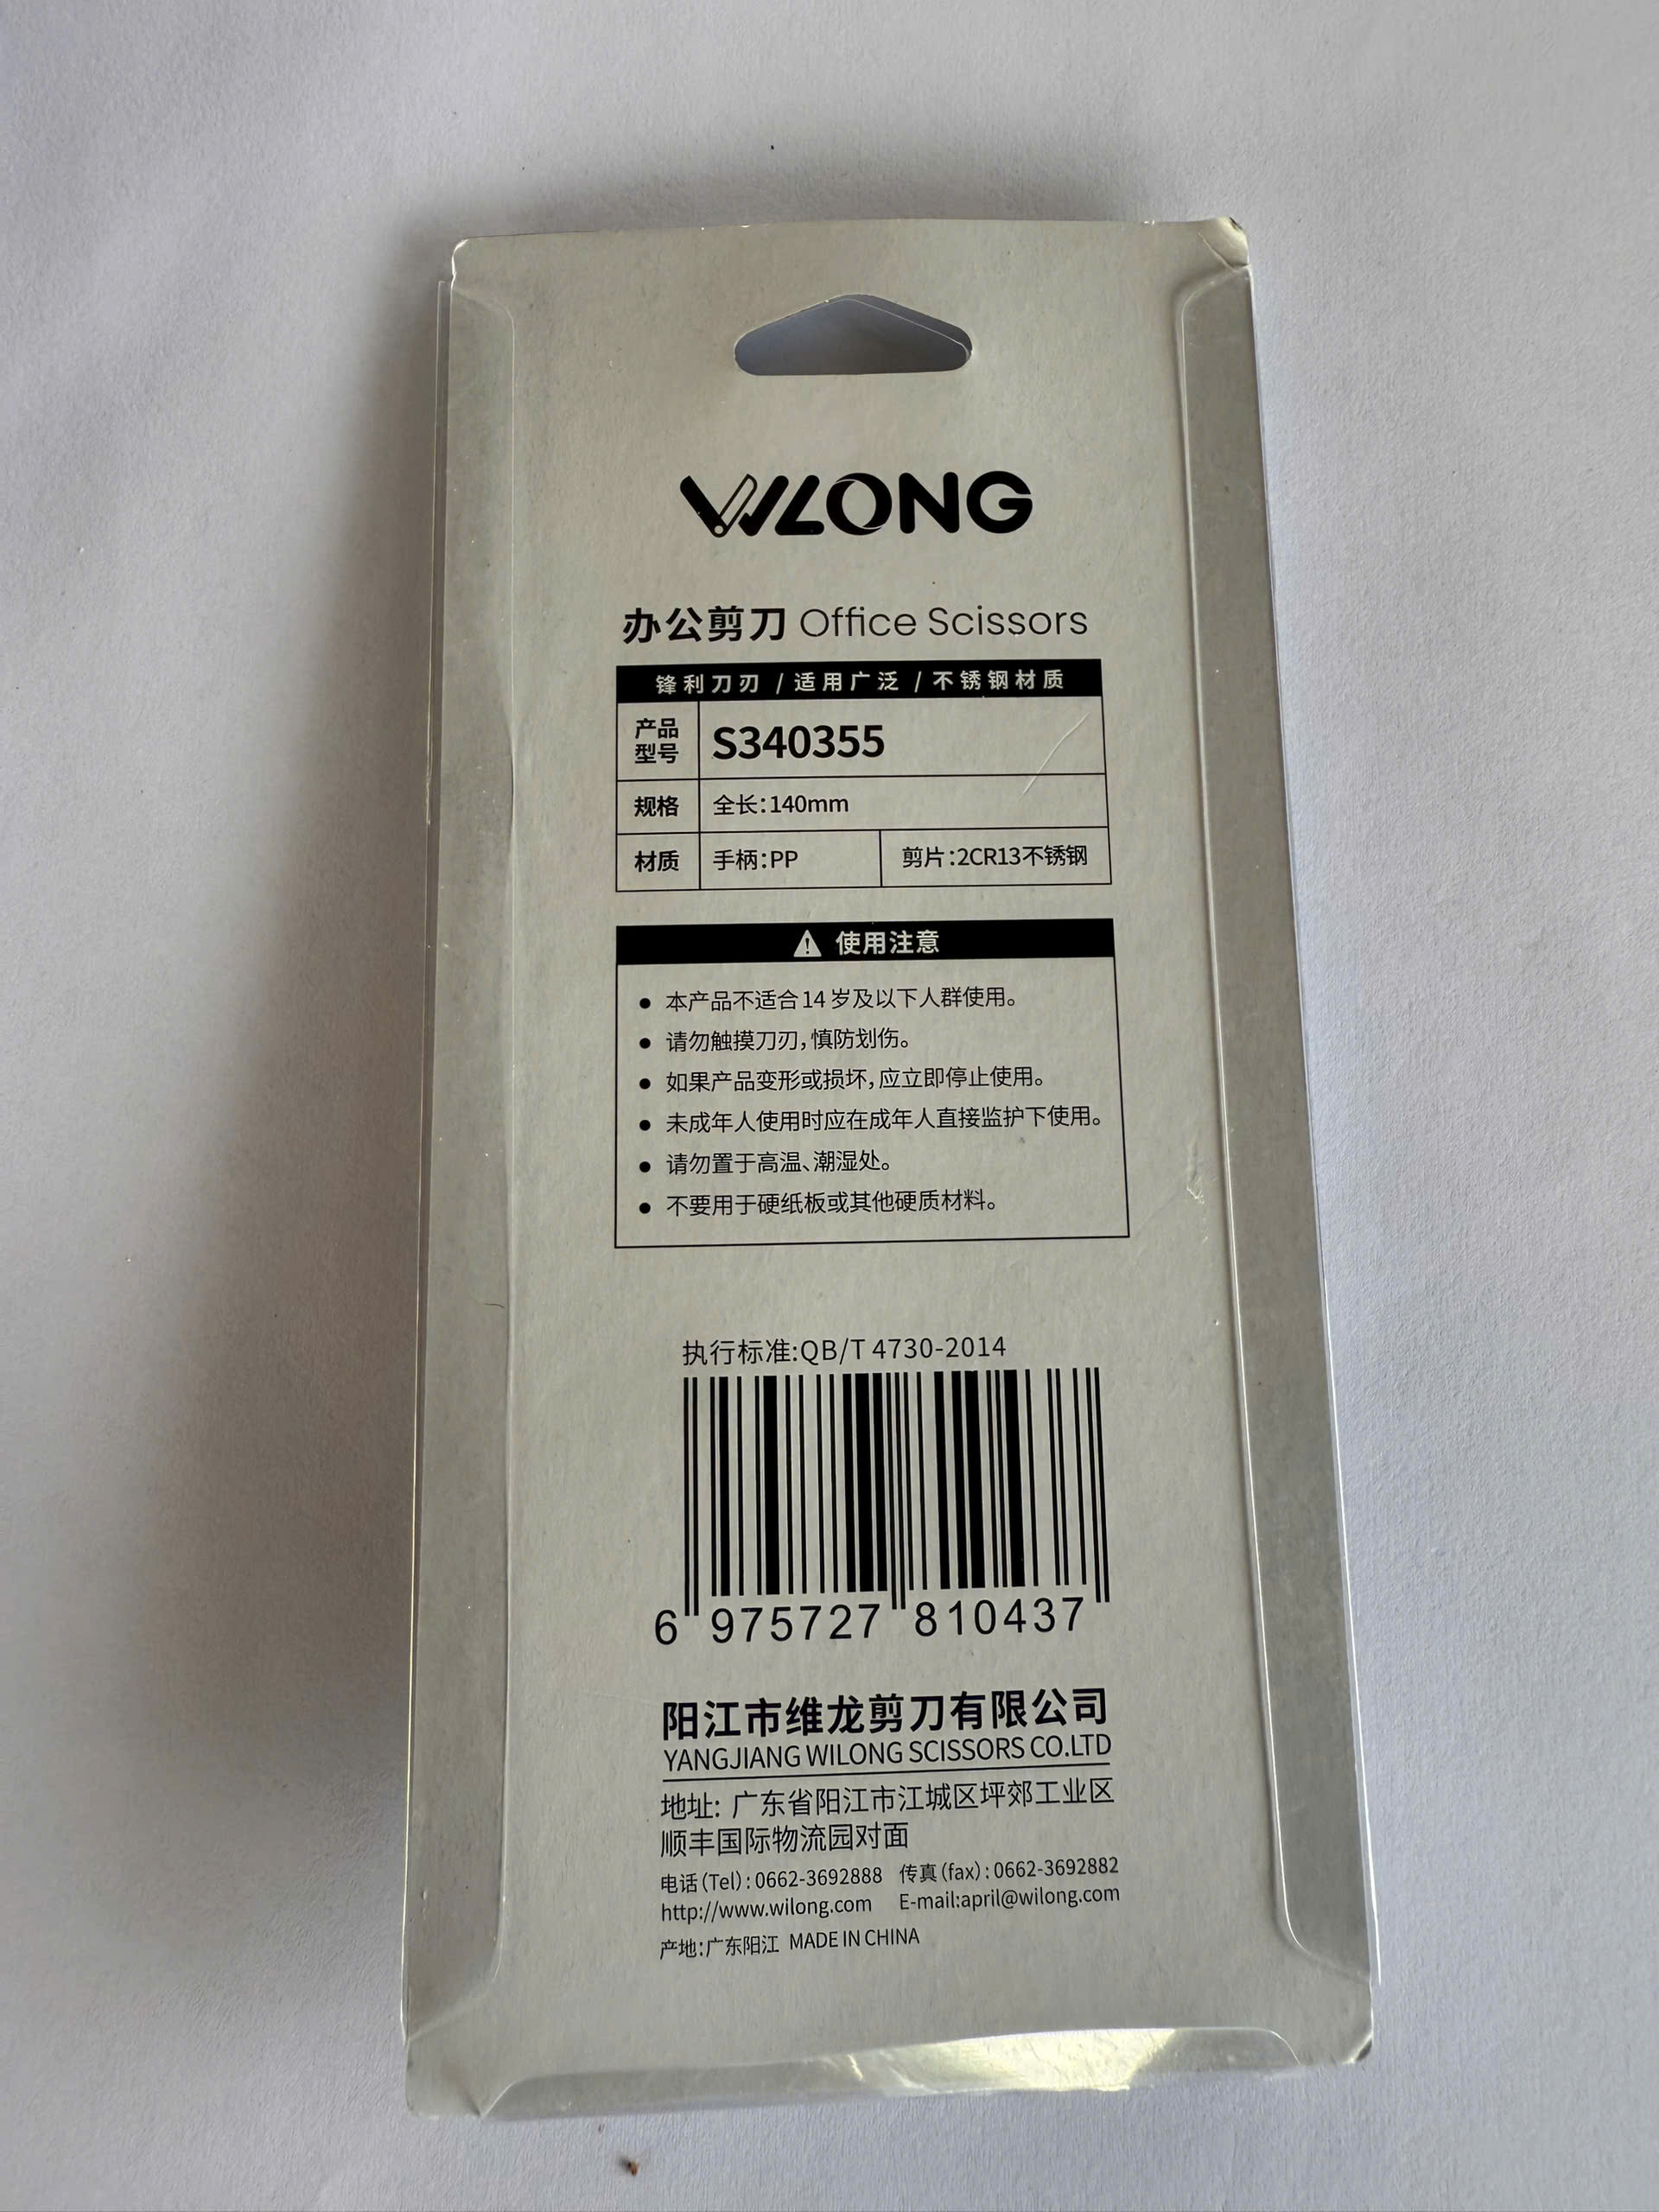 WILONG
办公剪刀 Office Scissors
锋利刀刃 / 适用广泛 / 不锈钢材质
产品型号 S340355
规格 全长:140mm
材质 手柄:PP 剪片:2CR13不锈钢
使用注意
● 本产品不适合14岁及以下人群使用。
● 请勿触摸刀刃,慎防划伤。
● 如果产品变形或损坏,应立即停止使用。
● 未成年人使用时应在成年人直接监护下使用。
● 请勿置于高温、潮湿处。
● 不要用于硬纸板或其他硬质材料。
执行标准:QB/T 4730-2014
6 975727 810437
阳江市维龙剪刀有限公司
YANGJIANG WILONG SCISSORS CO.LTD
地址: 广东省阳江市江城区坪郊工业区
顺丰国际物流园对面
电话(Tel):0662-3692888 传真(fax):0662-3692882
http://www.wilong.com E-mail:april@wilong.com
产地:广东阳江 MADE IN CHINA